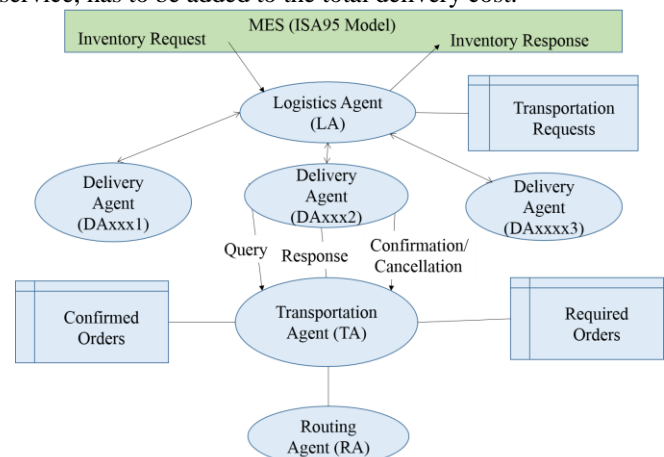 service, has to be added to the total delivery cost.
MES (ISA95 Model)
Inventory Request
Inventory Response
Logistics Agent
(LA)
Transportation
Requests
Delivery
Agent
(DAxxx1)
Delivery
Agent
(DAxxx2)
Delivery
Agent
(DAxxxx3)
Query
Response
Confirmation/
Cancellation
Confirmed
Orders
Transportation
Agent (TA)
Required
Orders
Routing
Agent (RA)